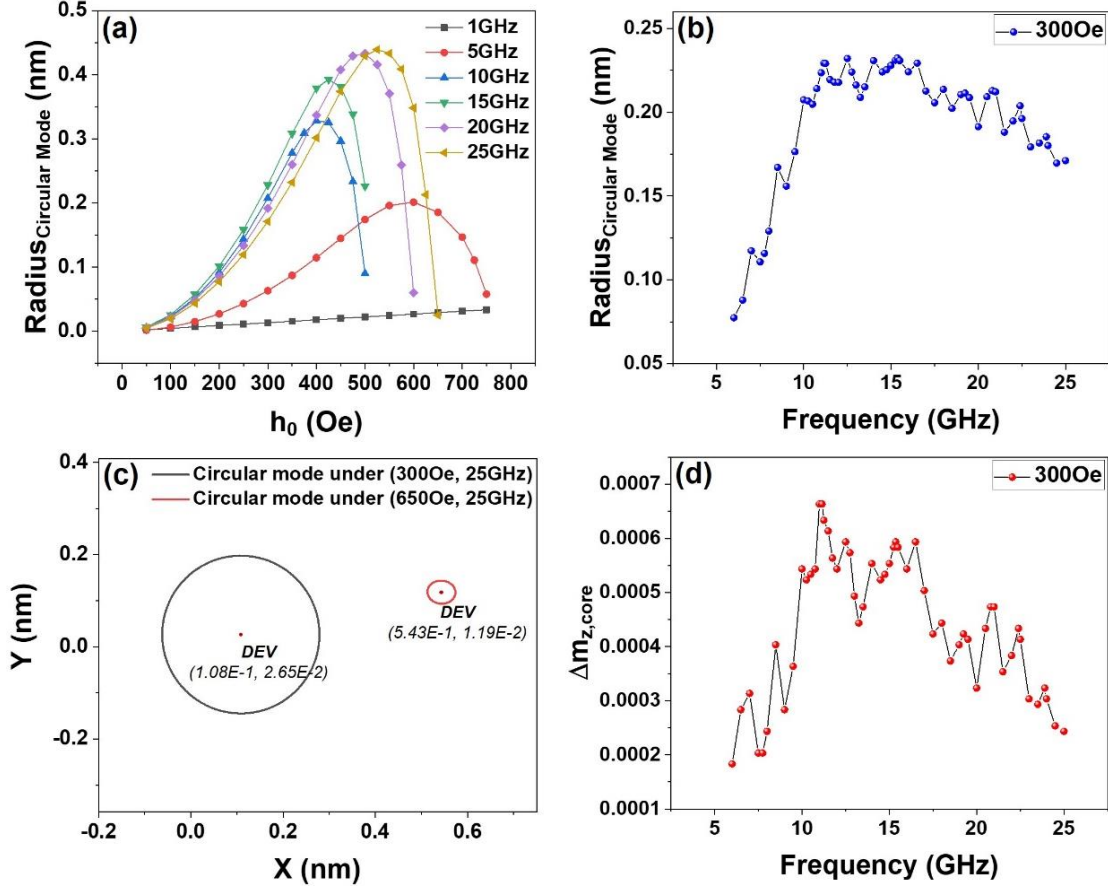 (a)
1GHz
5GHz
10GHz
15GHz
20GHz
25GHz
0.5
0.4
0.3
0.2
0.1
0.0
Radius Circular Mode (nm)
0 100 200 300 400 500 600 700 800
h0 (Oe)
(b)
300Oe
0.25
0.20
0.15
0.10
0.05
Radius Circular Mode (nm)
5 10 15 20 25
Frequency (GHz)
(c)
Circular mode under (300Oe, 25GHz)
Circular mode under (650Oe, 25GHz)
0.4
0.2
0.0
-0.2
Y (nm)
DEV
(1.08E-1, 2.65E-2)
DEV
(5.43E-1, 1.19E-2)
-0.2 0.0 0.2 0.4 0.6
X (nm)
(d)
300Oe
0.0007
0.0006
0.0005
0.0004
0.0003
0.0002
0.0001
Δmz,core
5 10 15 20 25
Frequency (GHz)